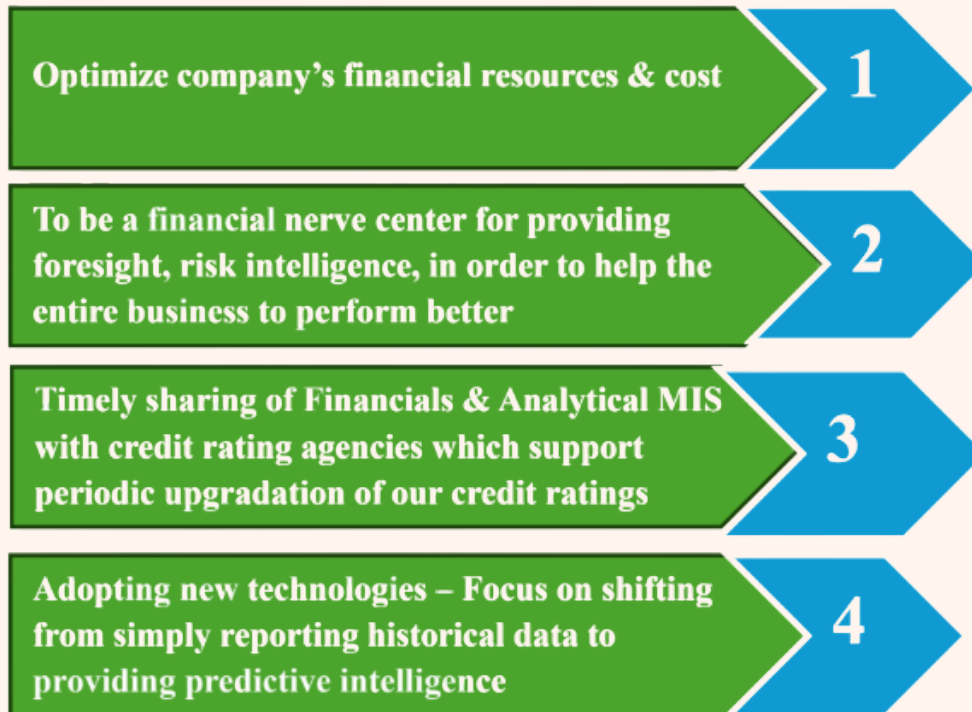 Optimize company’s financial resources & cost
1
To be a financial nerve center for providing
foresight, risk intelligence, in order to help the
entire business to perform better
2
Timely sharing of Financials & Analytical MIS
with credit rating agencies which support
periodic upgradation of our credit ratings
3
Adopting new technologies – Focus on shifting
from simply reporting historical data to
providing predictive intelligence
4